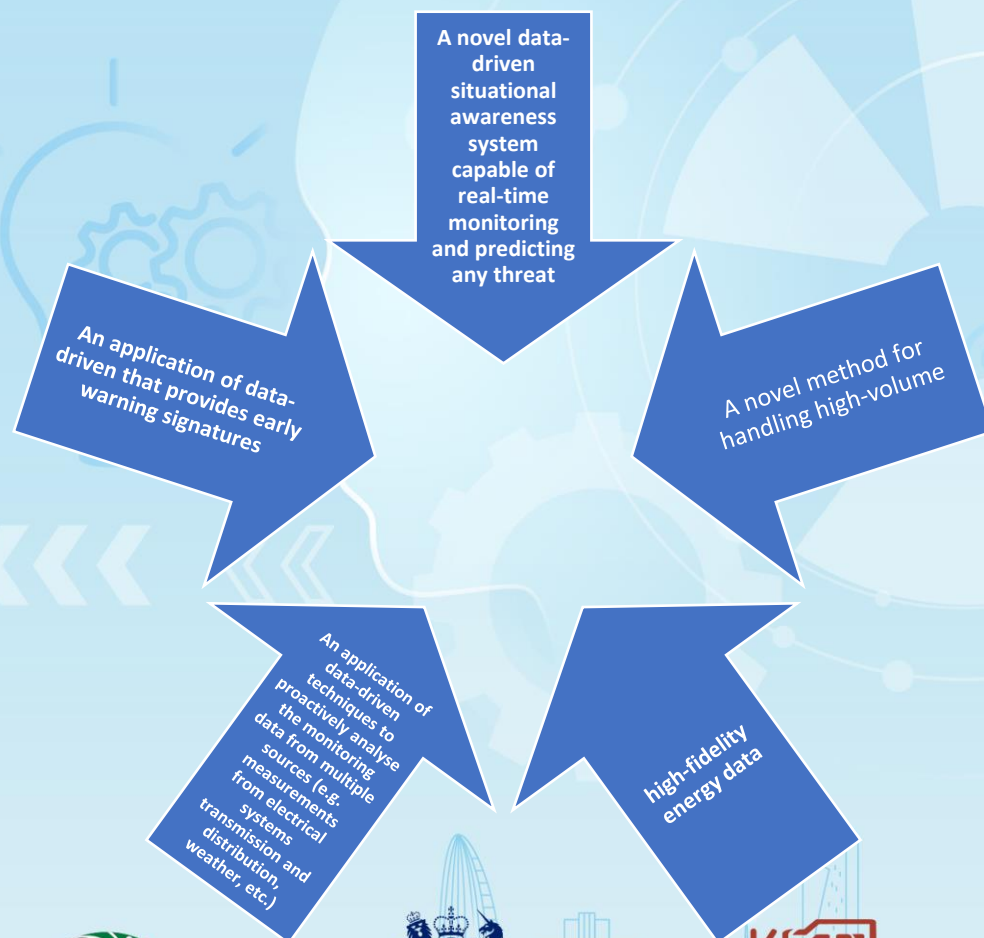 A novel data-
driven
situational
awareness
system
capable of
real-time
monitoring
and predicting
any threat
A novel method for
handling high-volume
high-fidelity
energy data
An application of
data-driven
techniques to
proactively analyse
the monitoring
data from multiple
sources (e.g.
measurements
from electrical
systems
transmission and
distribution,
weather, etc.)
An application of data-
driven that provides early
warning signatures